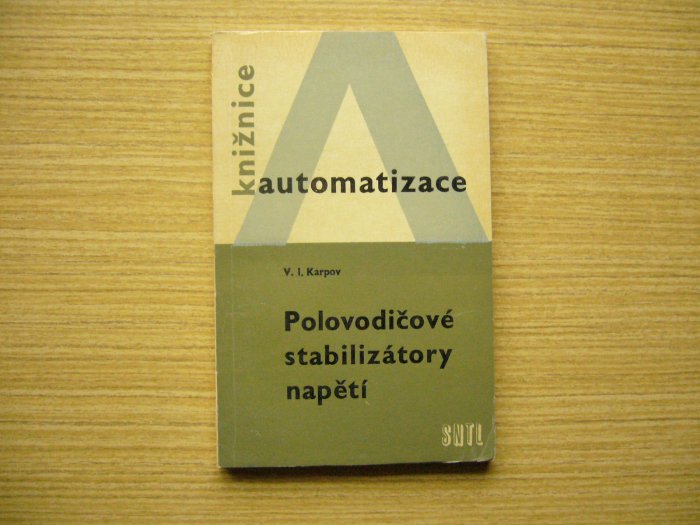 knižnice
automatizace
V. I. Karpov
Polovodičové
stabilizátory
napětí
SNTL